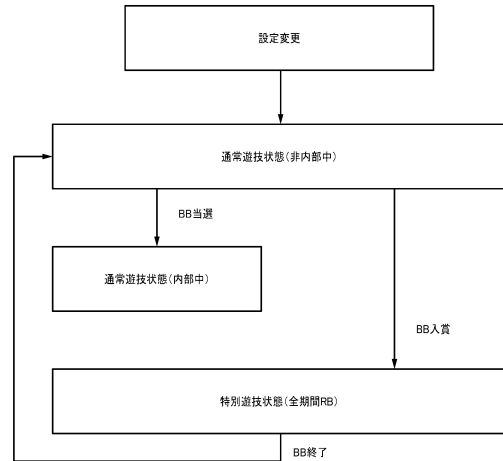 設定変更
通常遊技状態(非内部中)
BB当選
通常遊技状態(内部中)
BB入賞
特別遊技状態(全期間RB)
BB終了